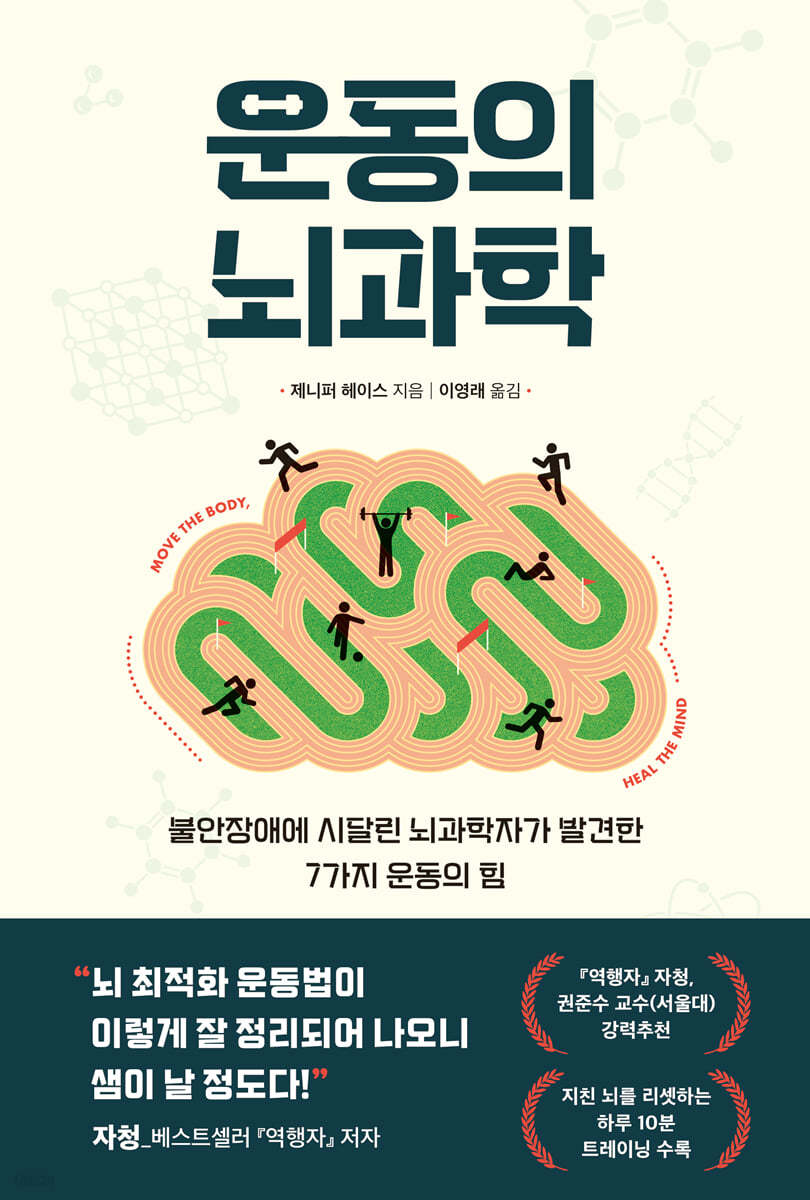 운동의
뇌과학
• 제니퍼 헤이스 지음 | 이영래 옮김 •
MOVE THE BODY,
HEAL THE MIND
불안장애에 시달린 뇌과학자가 발견한
7가지 운동의 힘
“뇌 최적화 운동법이
이렇게 잘 정리되어 나오니
샘이 날 정도다!”
자청_베스트셀러 『역행자』 저자
『역행자』 자청,
권준수 교수(서울대)
강력추천
지친 뇌를 리셋하는
하루 10분
트레이닝 수록